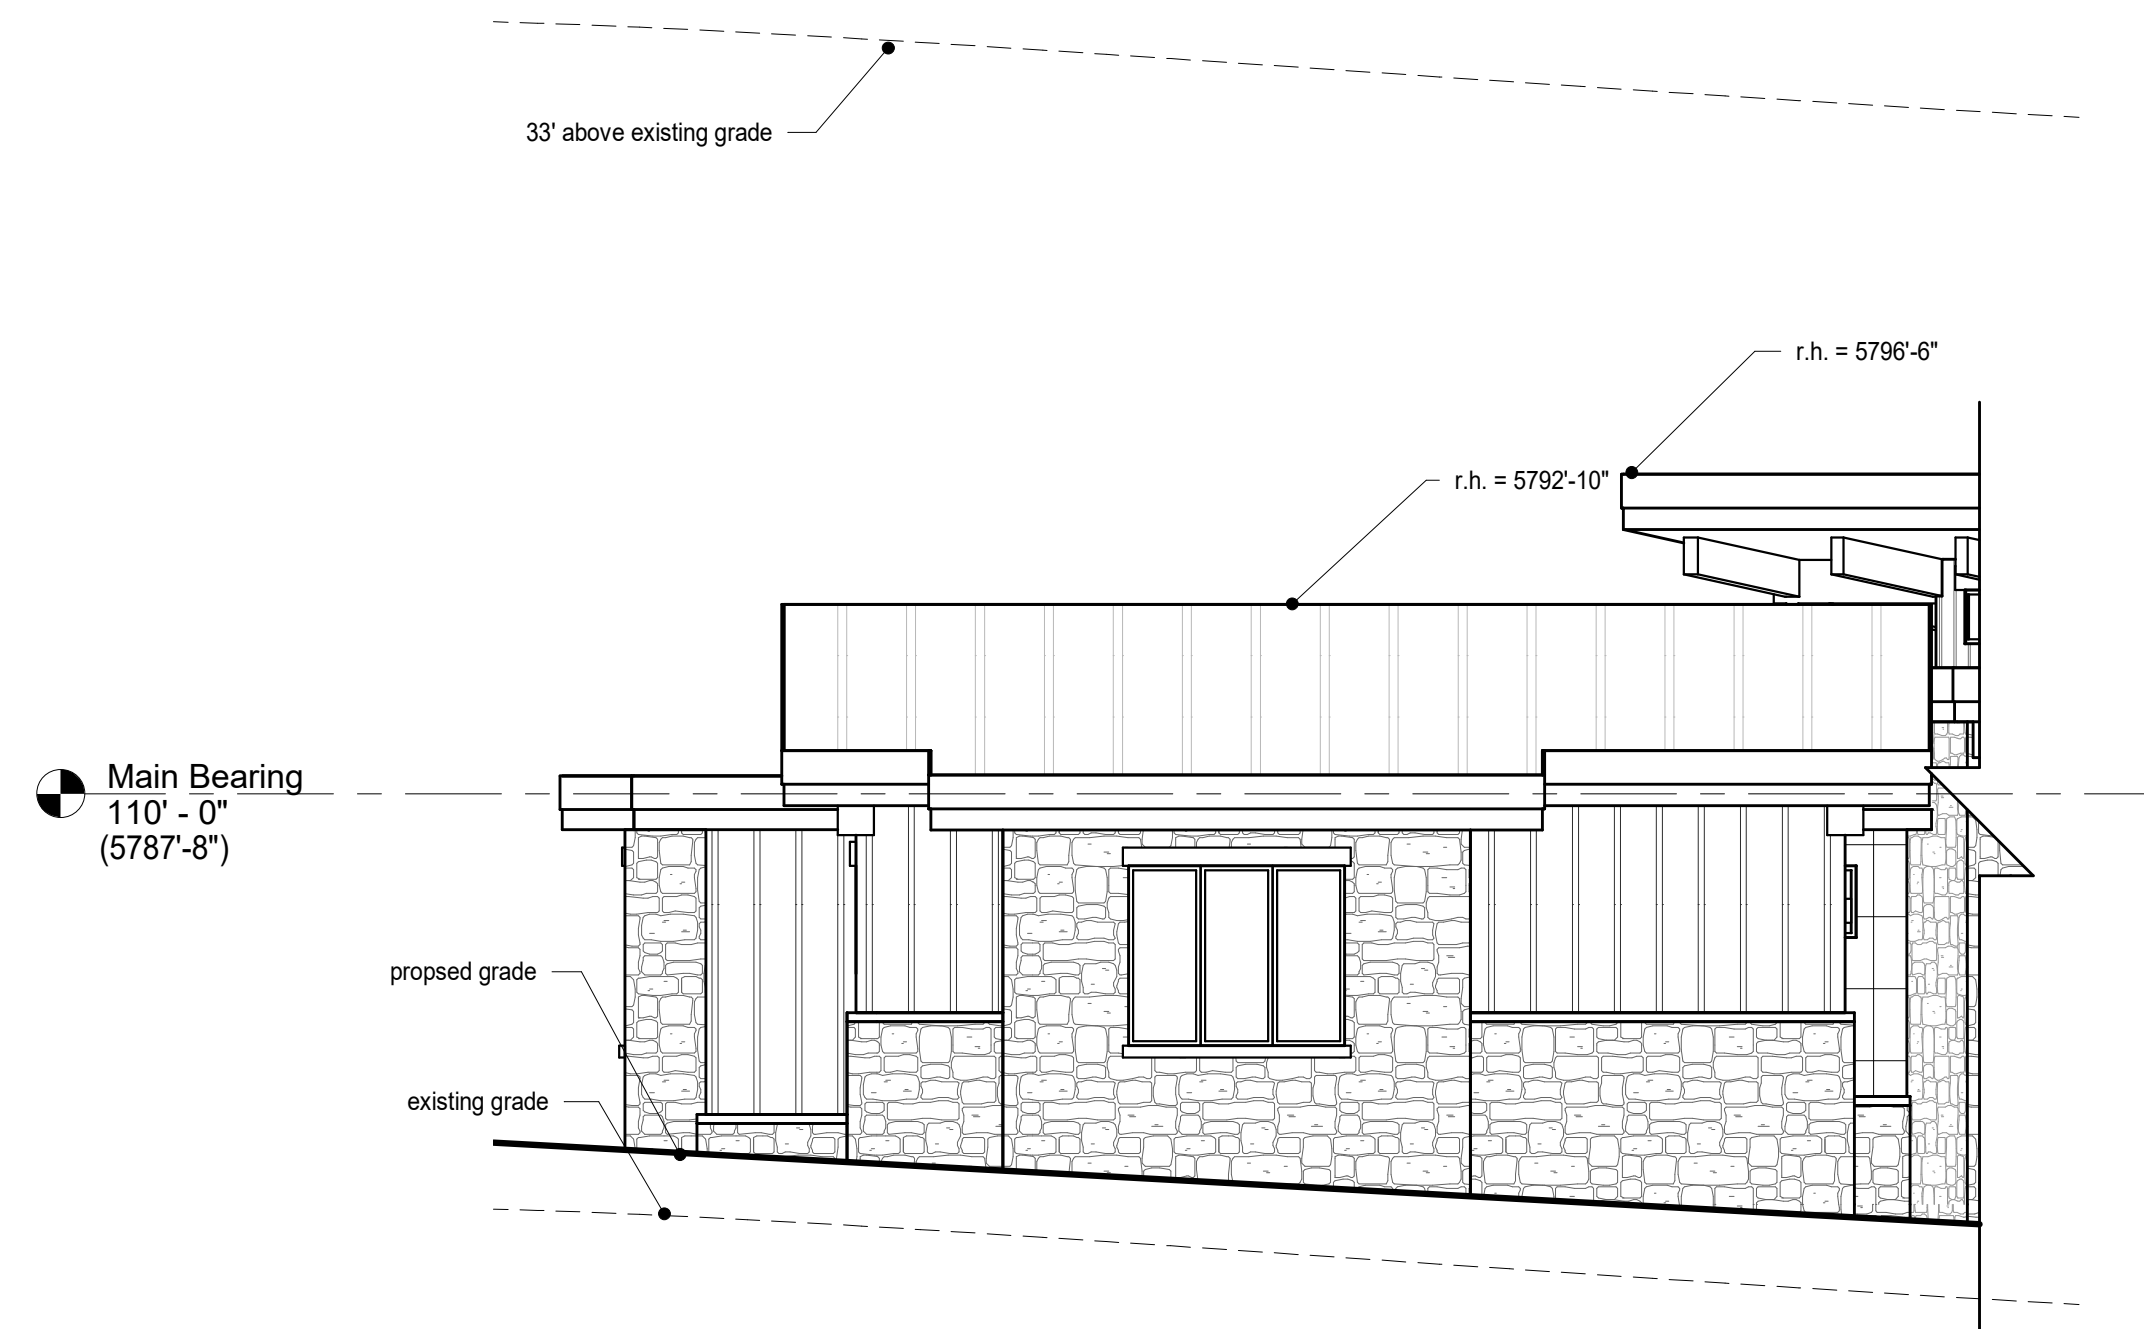 33' above existing grade
r.h. = 5796'-6"
r.h. = 5792'-10"
Main Bearing
110' - 0"
(5787'-8")
propsed grade
existing grade